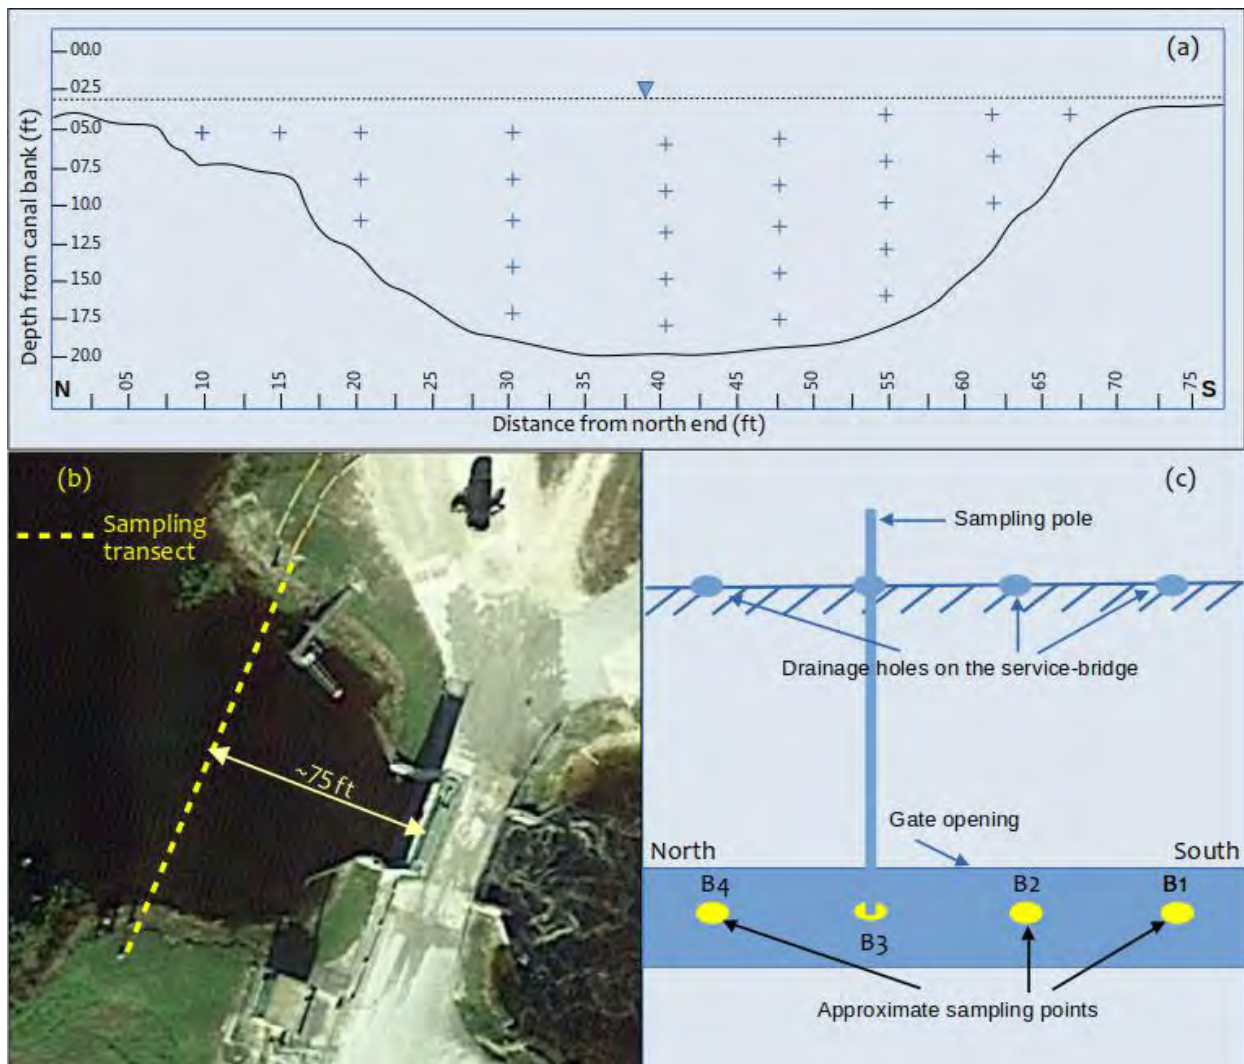 (a)
00.0
02.5
05.0
07.5
10.0
12.5
15.0
17.5
20.0
Depth from canal bank (ft)
N
05
10
15
20
25
30
35
40
45
50
55
60
65
70
75
S
Distance from north end (ft)
(b)
Sampling
transect
~75 ft
(c)
Sampling pole
Drainage holes on the service-bridge
Gate opening
North
South
B4
B2
B1
B3
Approximate sampling points